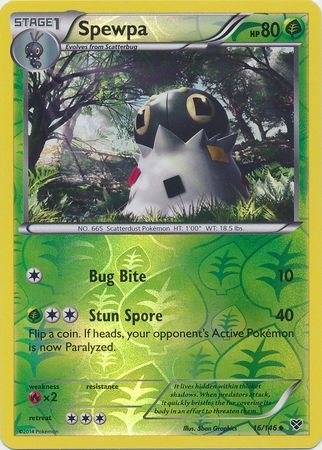 STAGE1
Spewpa
HP80
Evolves from Scatterbug
NO. 665 Scatterdust Pokémon HT: 1'00" WT: 18.5 lbs.
Bug Bite 10
Stun Spore 40
Flip a coin. If heads, your opponent's Active Pokémon
is now Paralyzed.
weakness resistance
×2
retreat
It lives hidden within thicket
shadows. When predators attack,
it quickly bristles the fur covering its
body in an effort to threaten them.
©2014 Pokémon
Illus. 5ban Graphics
16/146
XY